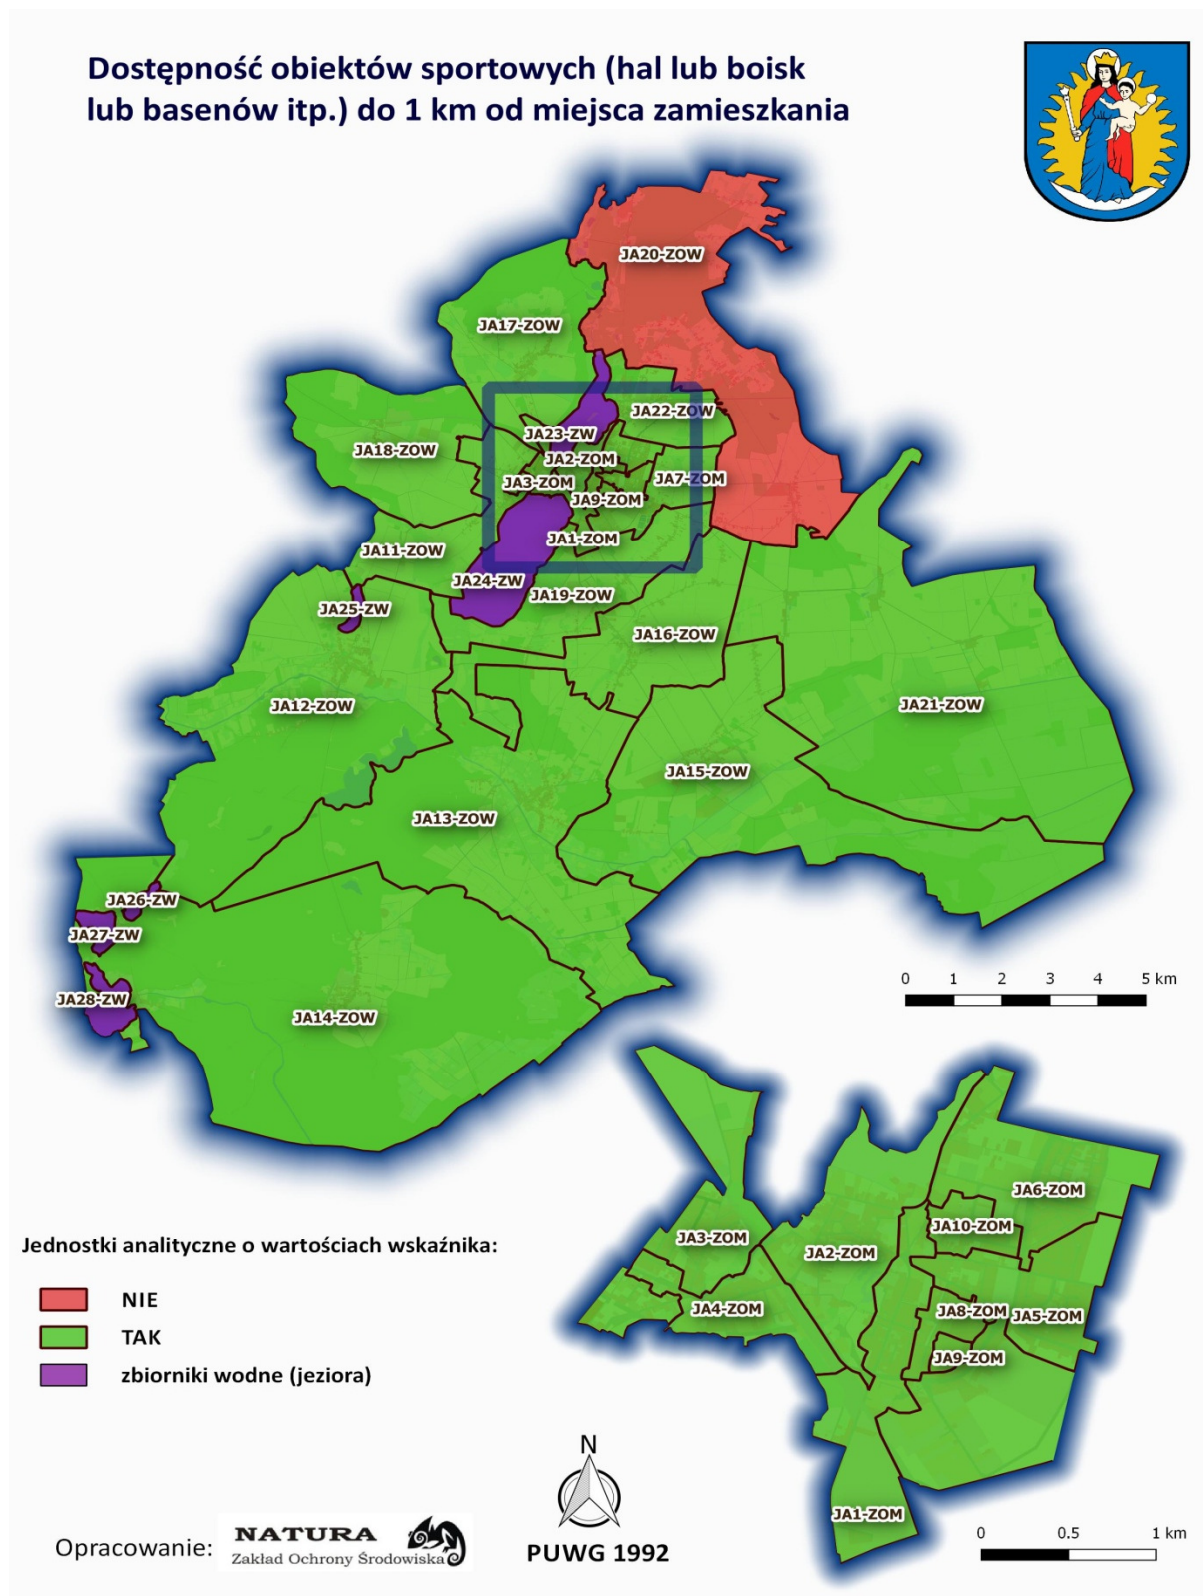 Dostępność obiektów sportowych (hal lub boisk
lub basenów itp.) do 1 km od miejsca zamieszkania
JA20-ZOW
JA17-ZOW
JA22-ZOW
JA23-ZW
JA18-ZOW
JA2-ZOM
JA3-ZOM
JA7-ZOM
JA9-ZOM
JA1-ZOM
JA11-ZOW
JA24-ZW
JA19-ZOW
JA25-ZW
JA16-ZOW
JA12-ZOW
JA21-ZOW
JA15-ZOW
JA13-ZOW
JA26-ZW
JA27-ZW
JA28-ZW
JA14-ZOW
0 1 2 3 4 5 km
JA6-ZOM
JA10-ZOM
JA3-ZOM
JA2-ZOM
JA4-ZOM
JA8-ZOM
JA5-ZOM
JA9-ZOM
JA1-ZOM
0 0.5 1 km
Jednostki analityczne o wartościach wskaźnika:
NIE
TAK
zbiorniki wodne (jeziora)
N
PUWG 1992
Opracowanie:
NATURA
Zakład Ochrony Środowiska